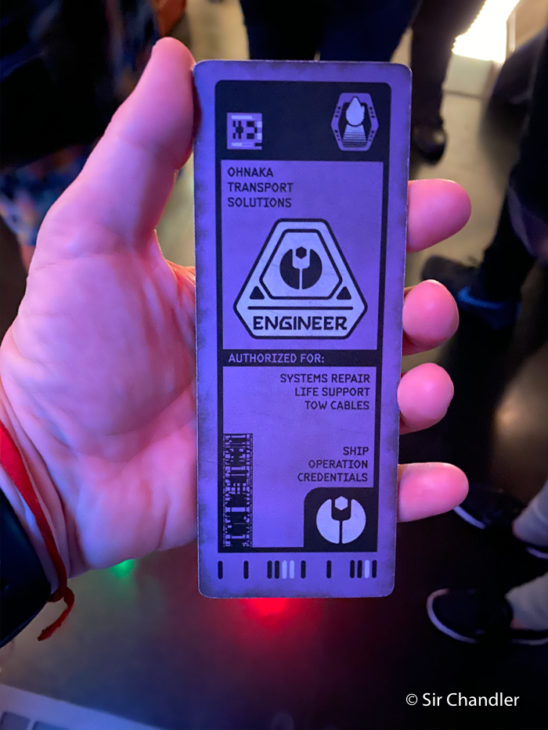 OHNAKA
TRANSPORT
SOLUTIONS
ENGINEER
AUTHORIZED FOR:
SYSTEMS REPAIR
LIFE SUPPORT
TOW CABLES
SHIP
OPERATION
CREDENTIALS
© Sir Chandler